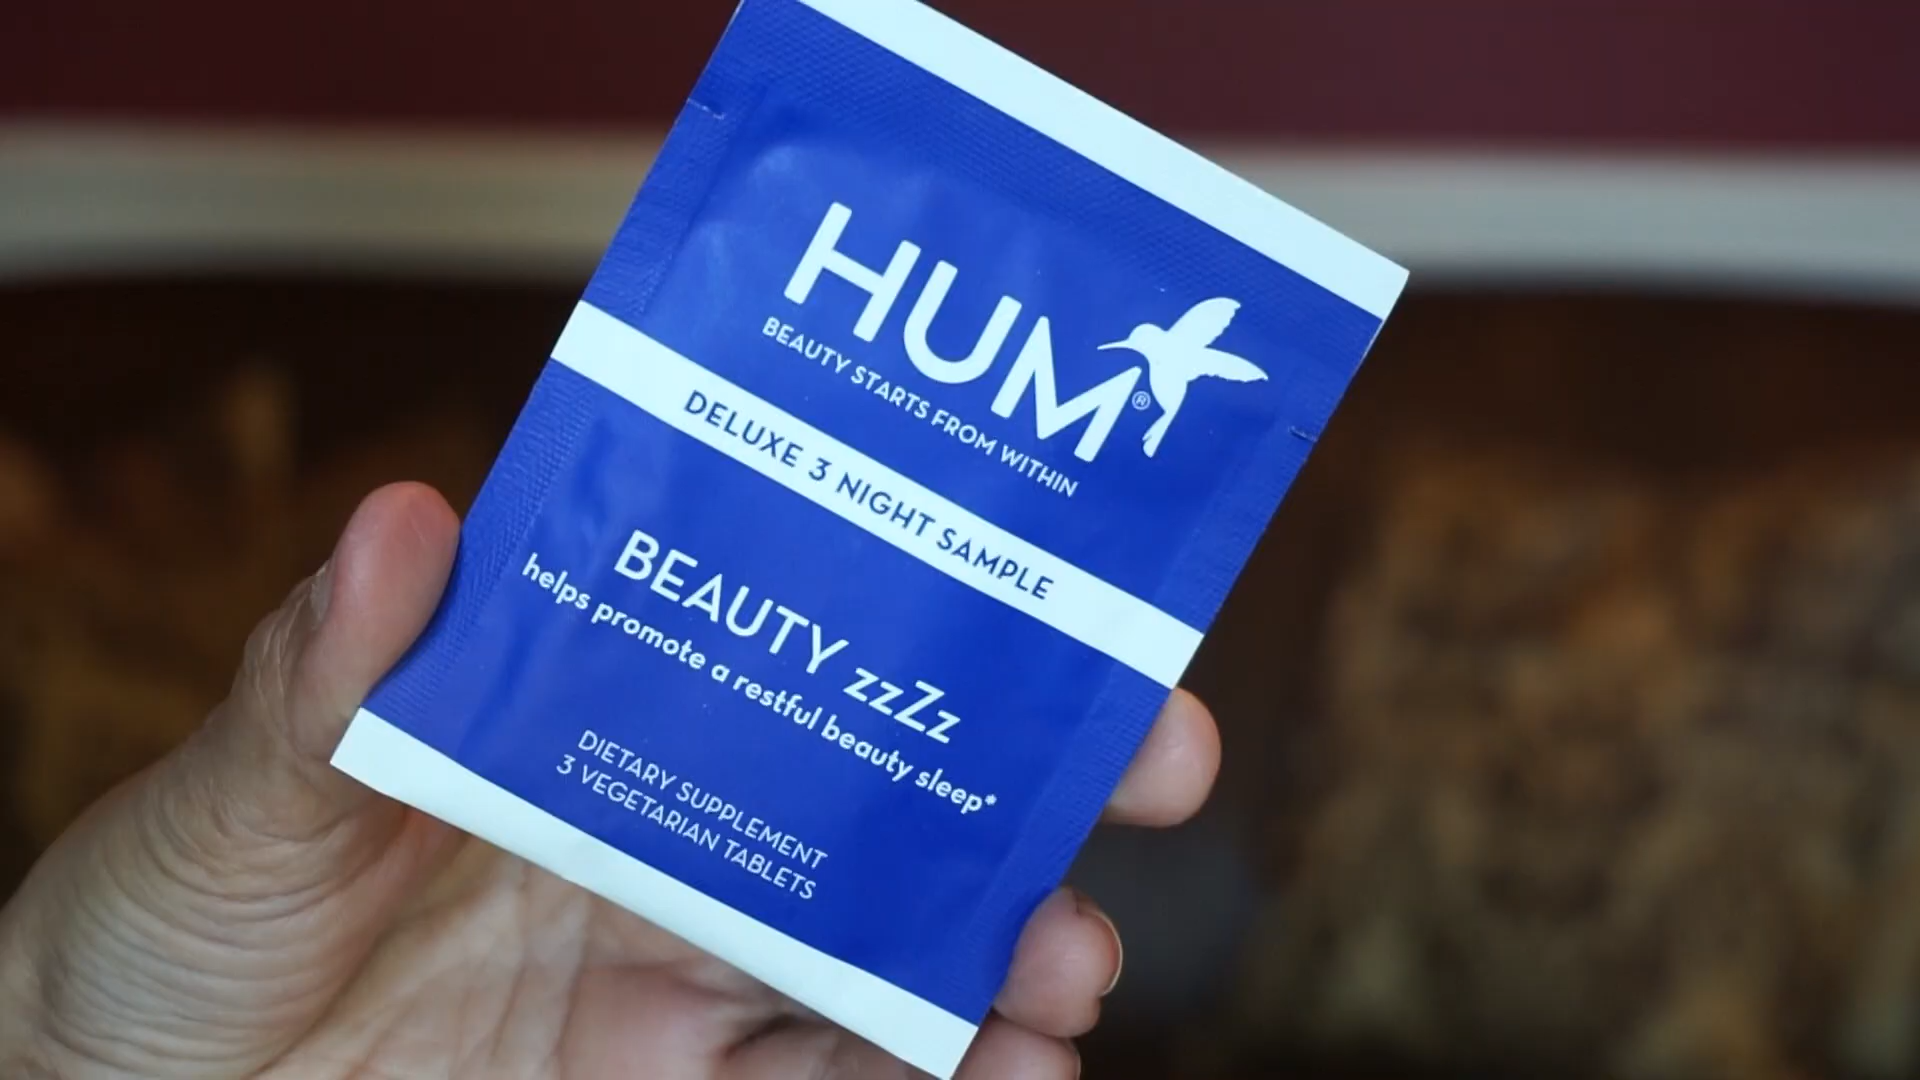 HUM®
BEAUTY STARTS FROM WITHIN
DELUXE 3 NIGHT SAMPLE
BEAUTY zzZz
helps promote a restful beauty sleep*
DIETARY SUPPLEMENT
3 VEGETARIAN TABLETS